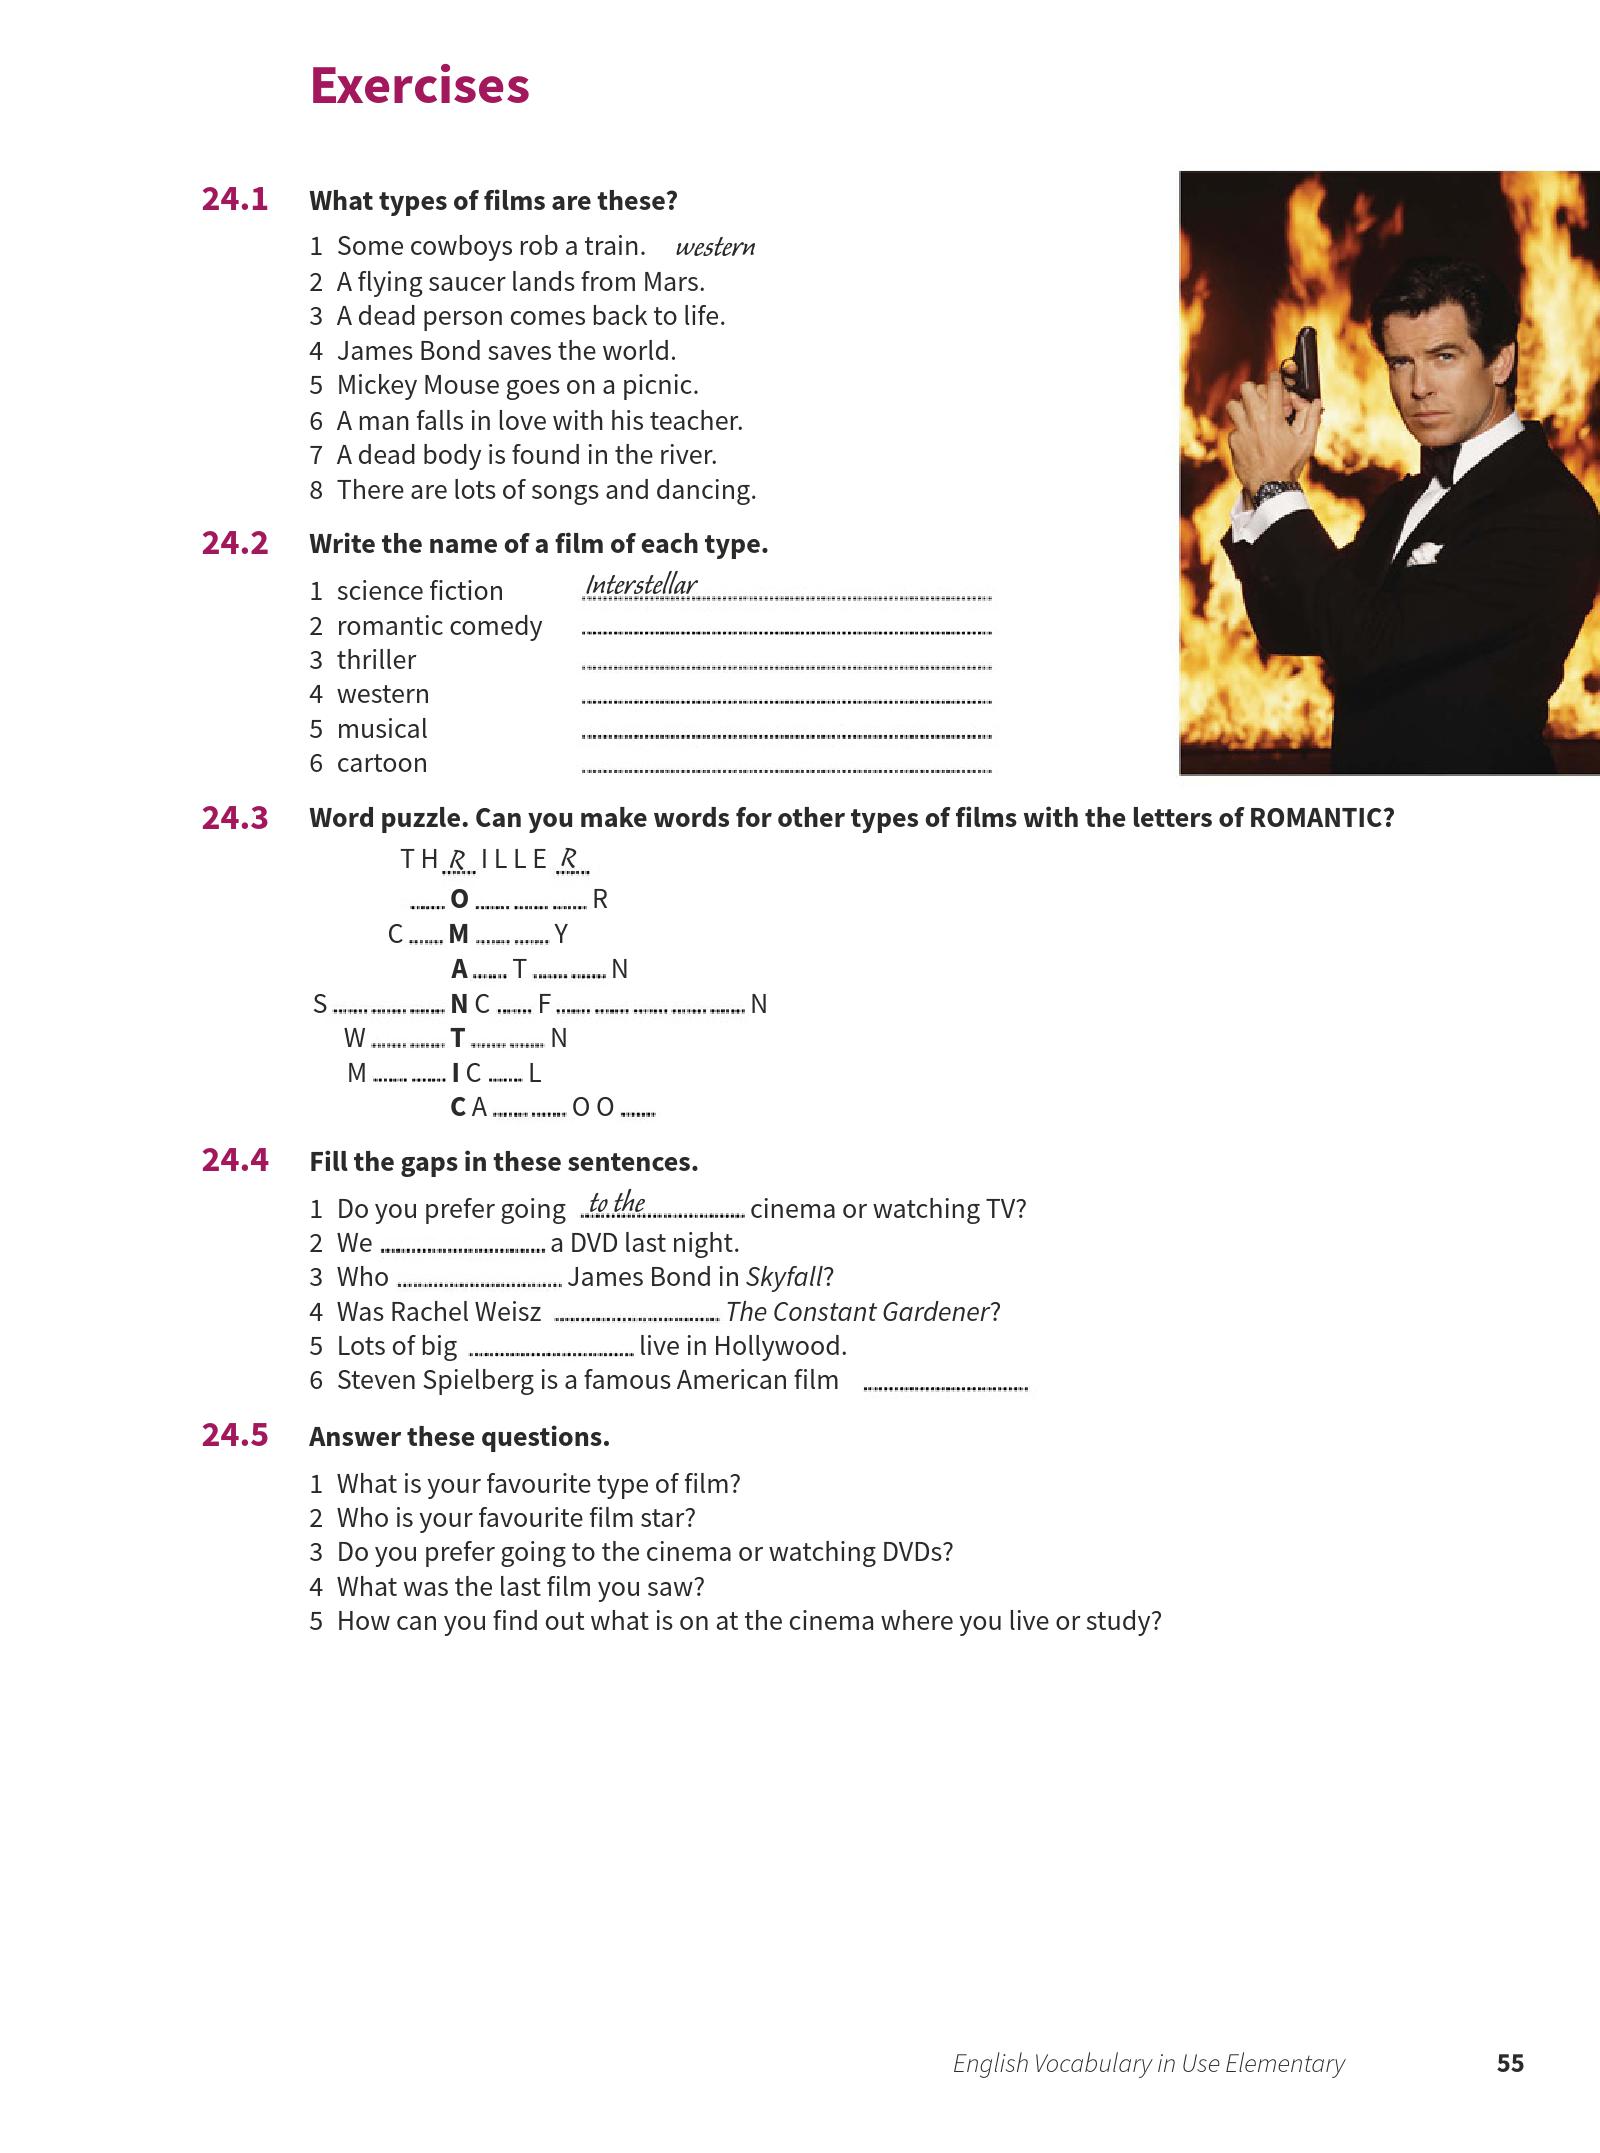 Exercises
24.1 What types of films are these?
1 Some cowboys rob a train. western
2 A flying saucer lands from Mars.
3 A dead person comes back to life.
4 James Bond saves the world.
5 Mickey Mouse goes on a picnic.
6 A man falls in love with his teacher.
7 A dead body is found in the river.
8 There are lots of songs and dancing.
24.2 Write the name of a film of each type.
1 science fiction Interstellar
2 romantic comedy
3 thriller
4 western
5 musical
6 cartoon
24.3 Word puzzle. Can you make words for other types of films with the letters of ROMANTIC?
T H R I L L E R
...... O ...... ...... ...... R
C ...... M ...... ...... Y
A ...... T ...... ...... N
S ...... ...... ...... N C ...... F ...... ...... ...... ...... ...... N
W ...... ...... T ...... ...... N
M ...... ...... I C ...... L
C A ...... ...... O O ......
24.4 Fill the gaps in these sentences.
1 Do you prefer going to the cinema or watching TV?
2 We .............................. a DVD last night.
3 Who .............................. James Bond in Skyfall?
4 Was Rachel Weisz .............................. The Constant Gardener?
5 Lots of big .............................. live in Hollywood.
6 Steven Spielberg is a famous American film ..............................
24.5 Answer these questions.
1 What is your favourite type of film?
2 Who is your favourite film star?
3 Do you prefer going to the cinema or watching DVDs?
4 What was the last film you saw?
5 How can you find out what is on at the cinema where you live or study?
English Vocabulary in Use Elementary 55